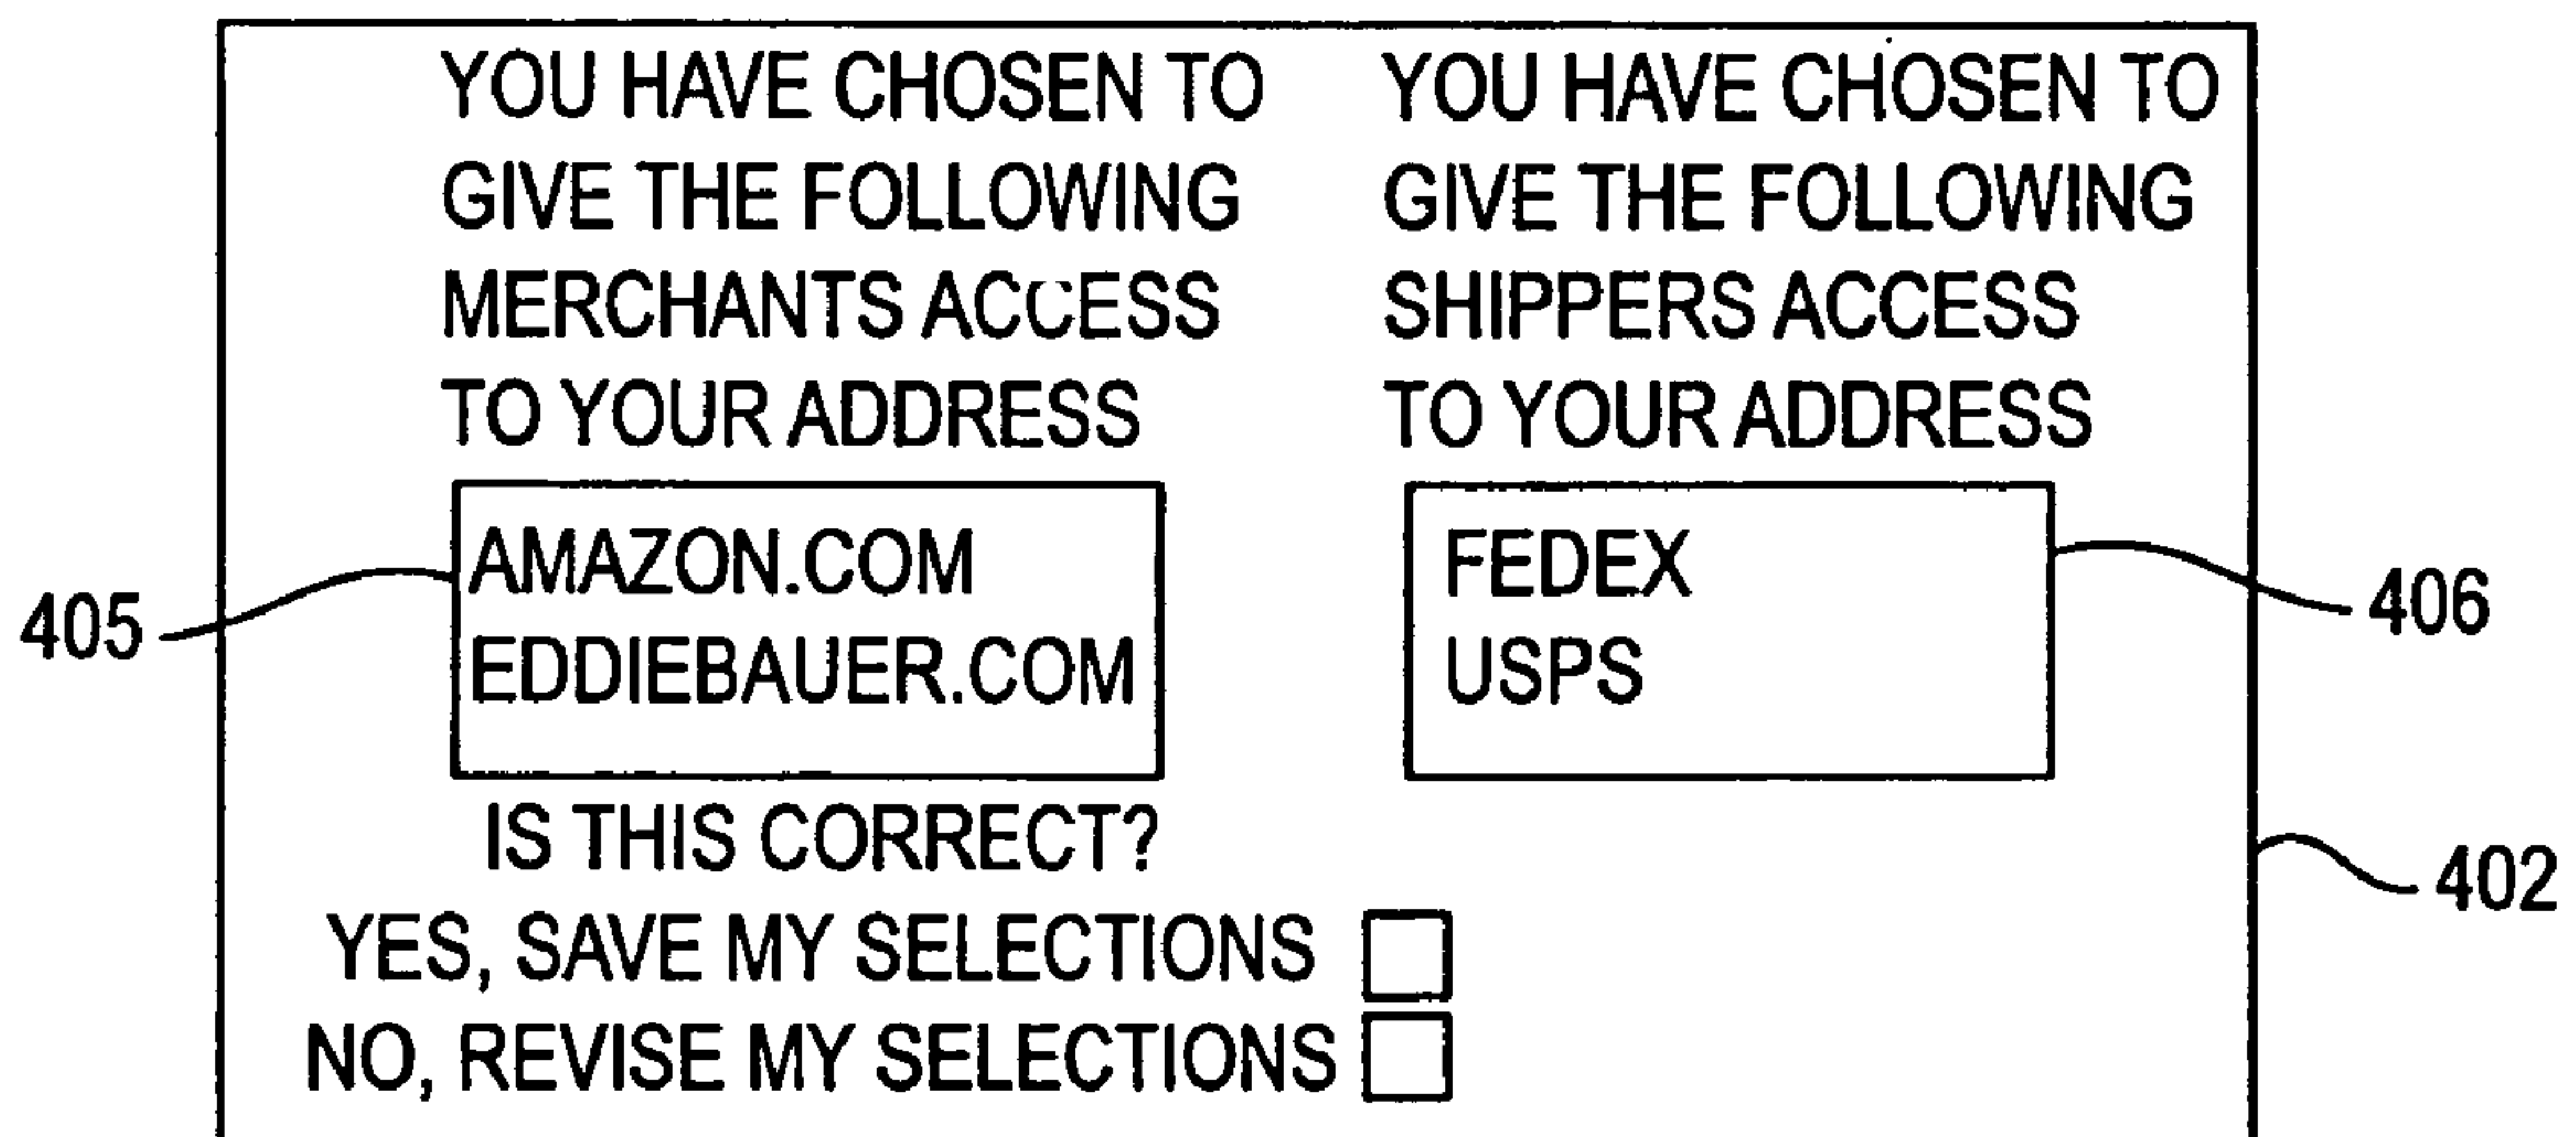 YOU HAVE CHOSEN TO
GIVE THE FOLLOWING
MERCHANTS ACCESS
TO YOUR ADDRESS
AMAZON.COM
EDDIEBAUER.COM
405
YOU HAVE CHOSEN TO
GIVE THE FOLLOWING
SHIPPERS ACCESS
TO YOUR ADDRESS
FEDEX
USPS
406
IS THIS CORRECT?
402
YES, SAVE MY SELECTIONS
NO, REVISE MY SELECTIONS